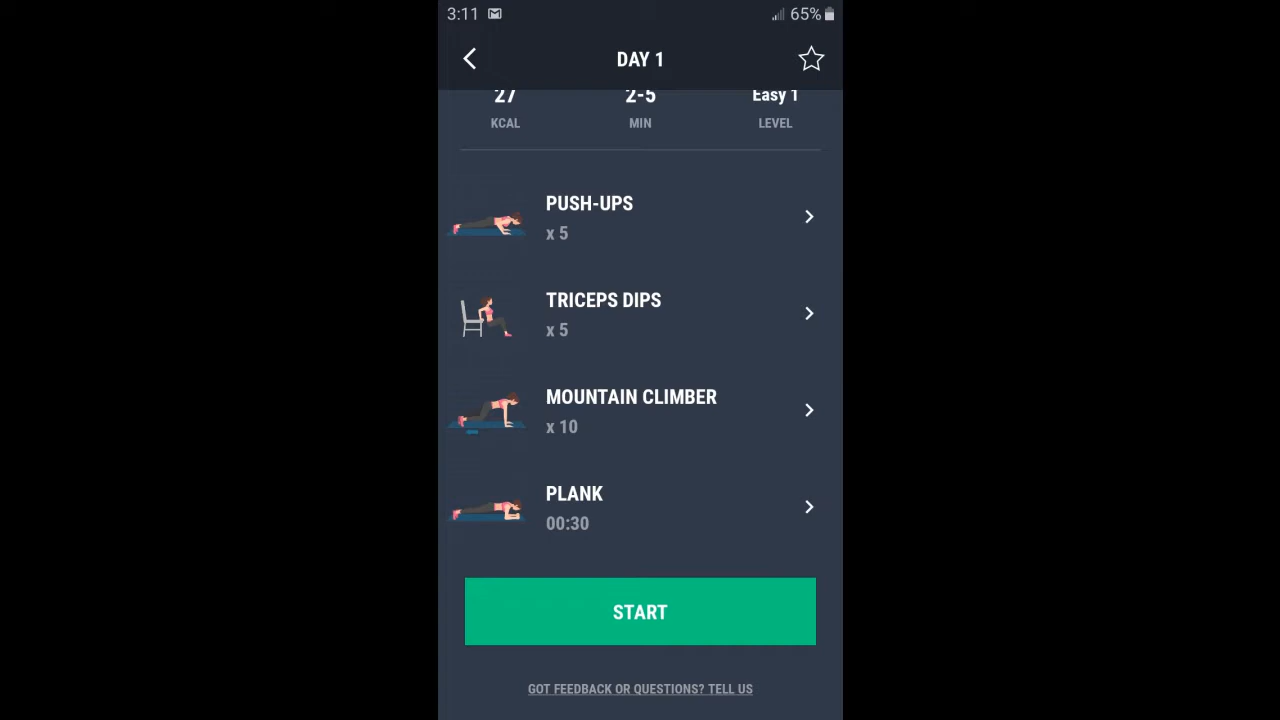 3:11 65%
DAY 1
27 2-5 Easy 1
KCAL MIN LEVEL
PUSH-UPS
x 5
TRICEPS DIPS
x 5
MOUNTAIN CLIMBER
x 10
PLANK
00:30
START
GOT FEEDBACK OR QUESTIONS? TELL US